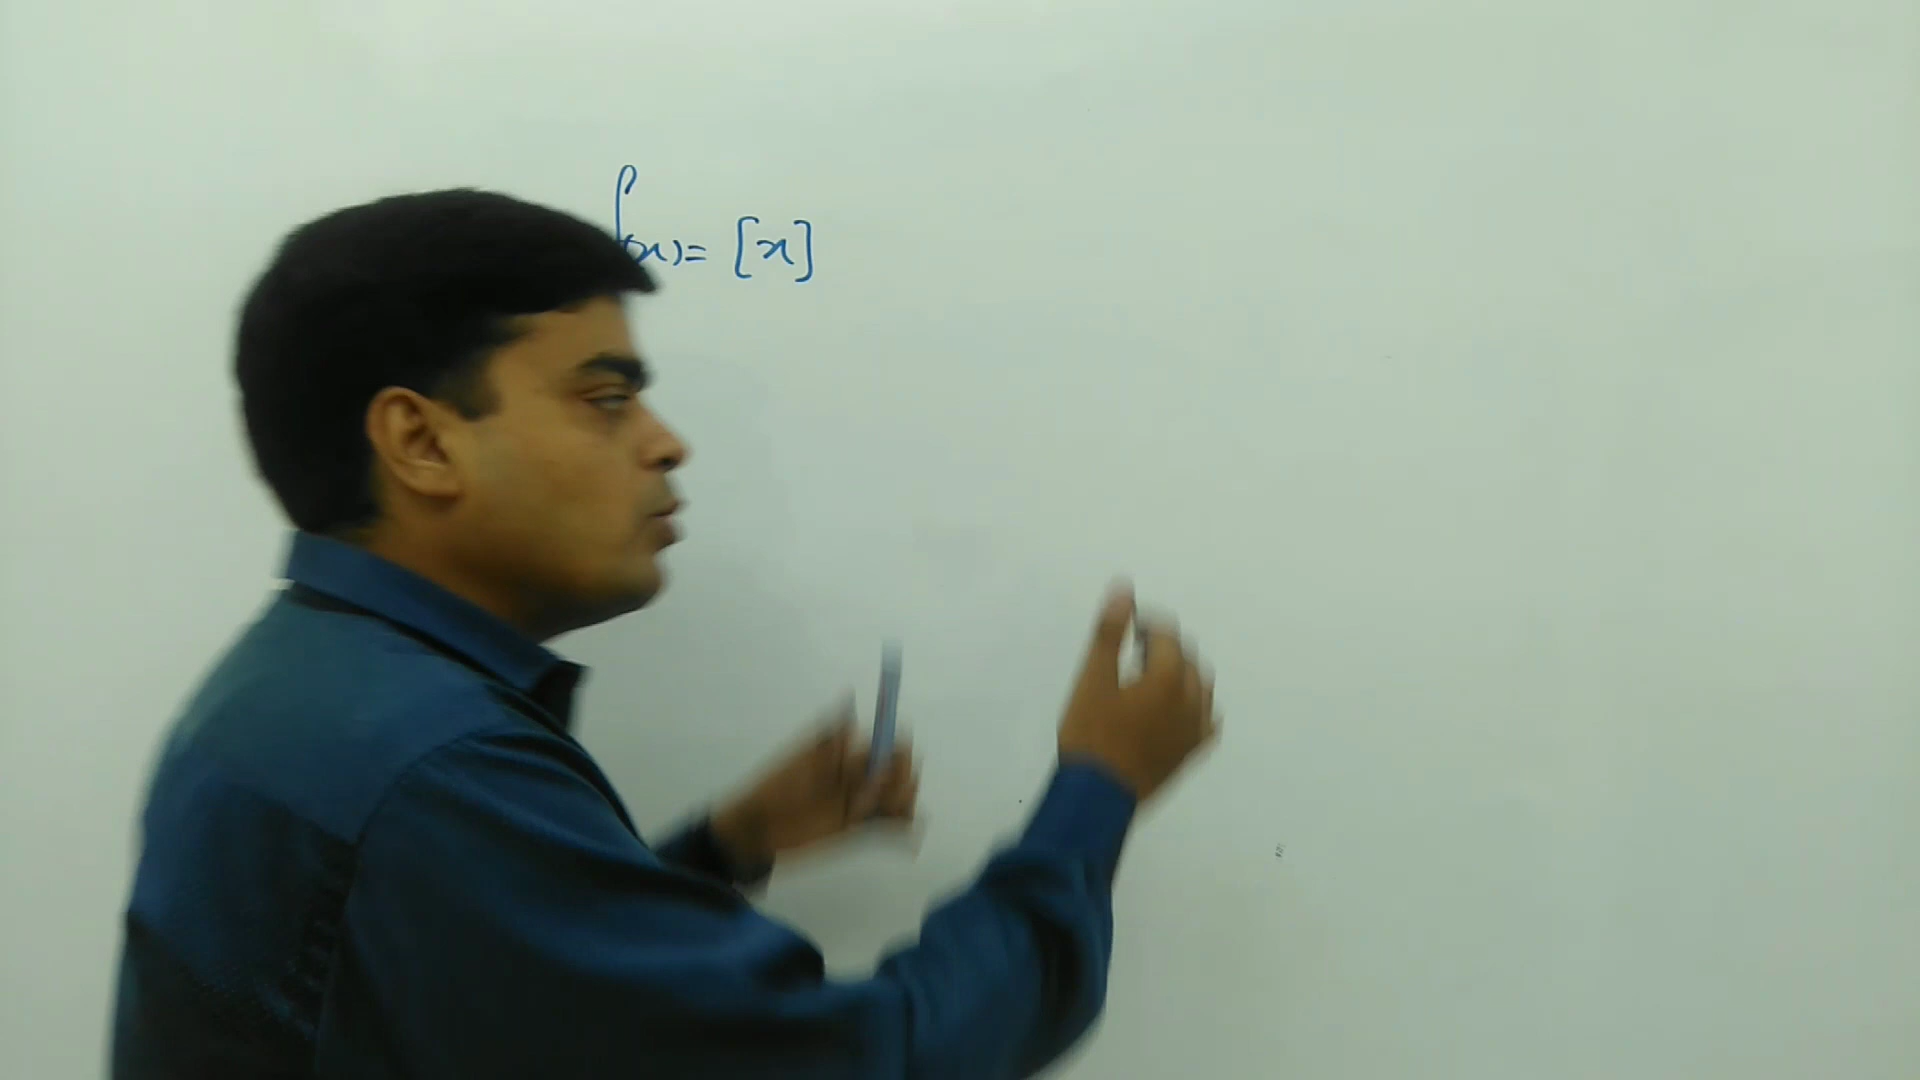 f(x) = [x]